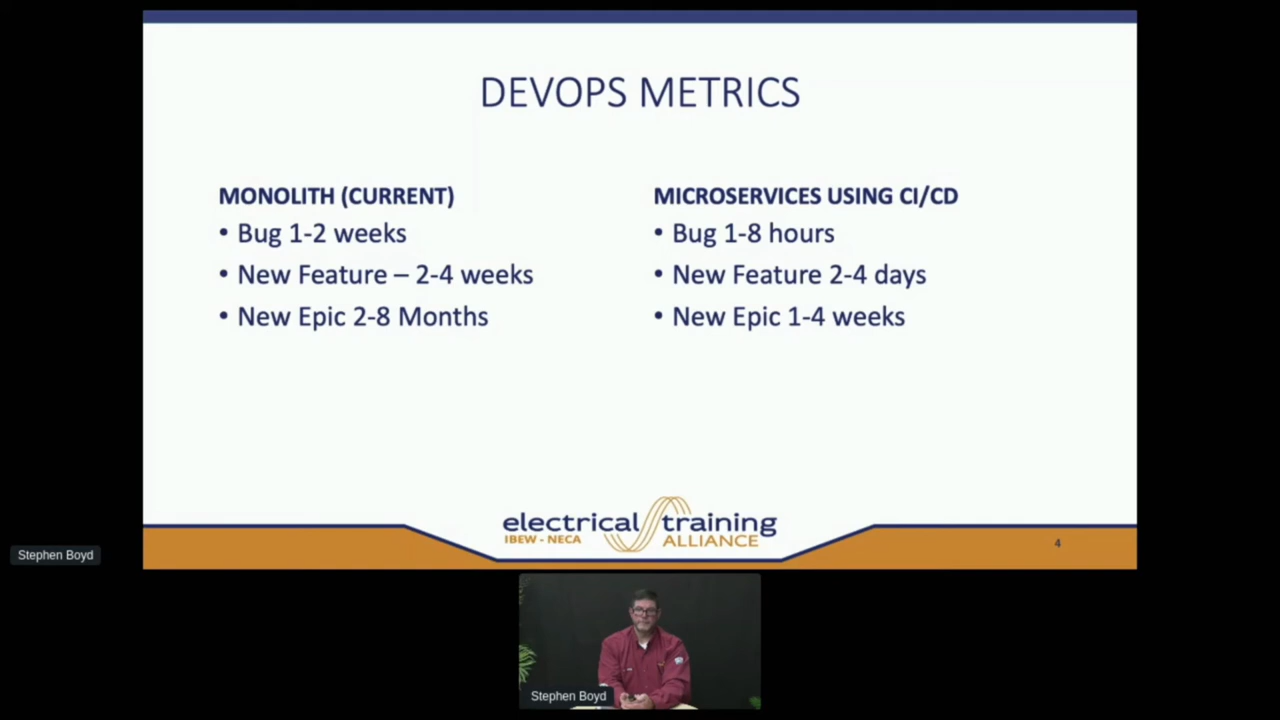 DEVOPS METRICS
MONOLITH (CURRENT)
• Bug 1-2 weeks
• New Feature – 2-4 weeks
• New Epic 2-8 Months
MICROSERVICES USING CI/CD
• Bug 1-8 hours
• New Feature 2-4 days
• New Epic 1-4 weeks
electrical training
IBEW - NECA ALLIANCE
4
Stephen Boyd
Stephen Boyd